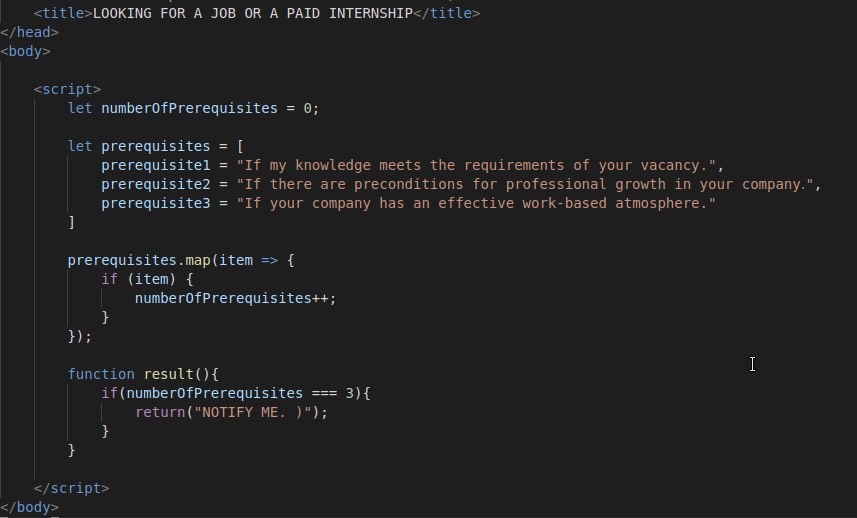 <title>LOOKING FOR A JOB OR A PAID INTERNSHIP</title>
</head>
<body>

    <script>
        let numberOfPrerequisites = 0;

        let prerequisites = [
            prerequisite1 = "If my knowledge meets the requirements of your vacancy.",
            prerequisite2 = "If there are preconditions for professional growth in your company.",
            prerequisite3 = "If your company has an effective work-based atmosphere."
        ]

        prerequisites.map(item => {
            if (item) {
                numberOfPrerequisites++;
            }
        });

        function result(){
            if(numberOfPrerequisites === 3){
                return("NOTIFY ME. )");
            }
        }

    </script>
</body>